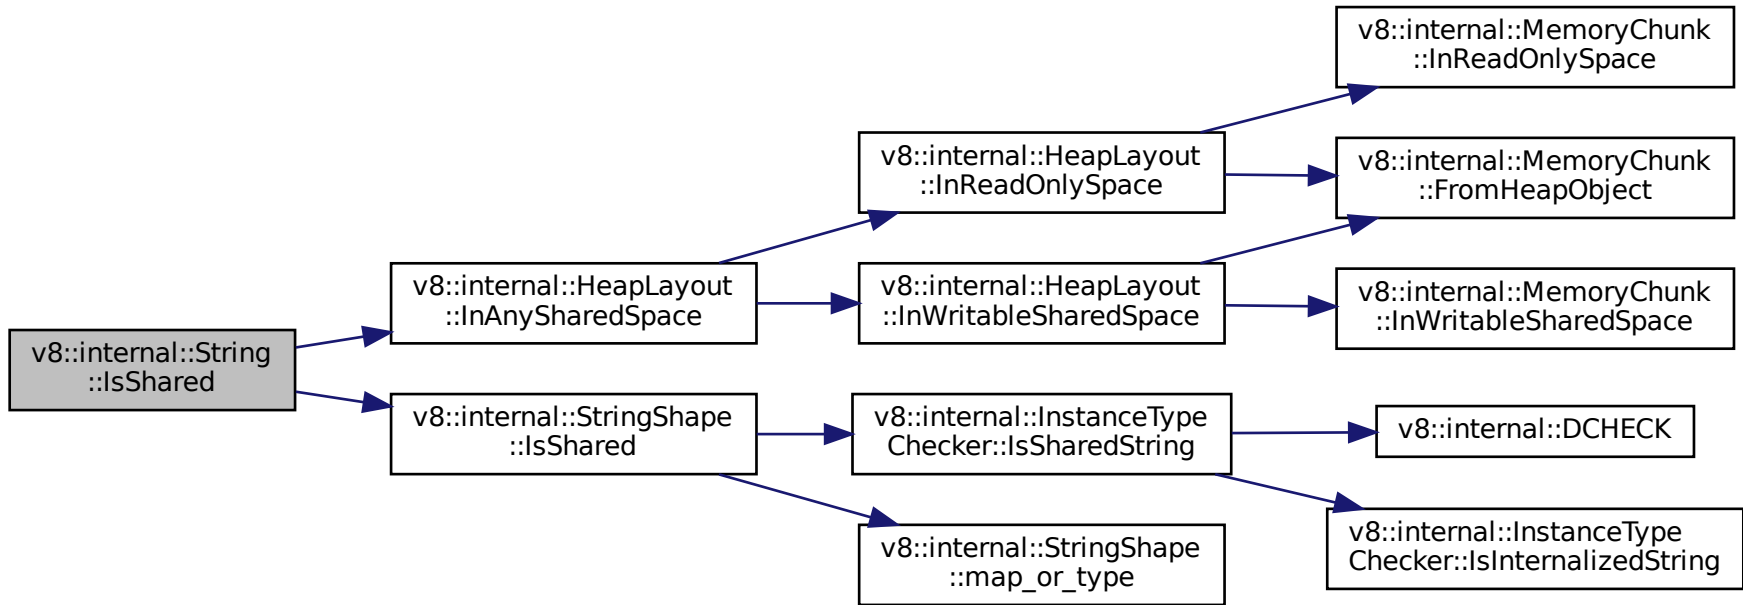 v8::internal::MemoryChunk
::InReadOnlySpace
v8::internal::HeapLayout
::InReadOnlySpace
v8::internal::MemoryChunk
::FromHeapObject
v8::internal::HeapLayout
::InAnySharedSpace
v8::internal::HeapLayout
::InWritableSharedSpace
v8::internal::MemoryChunk
::InWritableSharedSpace
v8::internal::String
::IsShared
v8::internal::StringShape
::IsShared
v8::internal::InstanceType
Checker::IsSharedString
v8::internal::DCHECK
v8::internal::StringShape
::map_or_type
v8::internal::InstanceType
Checker::IsInternalizedString